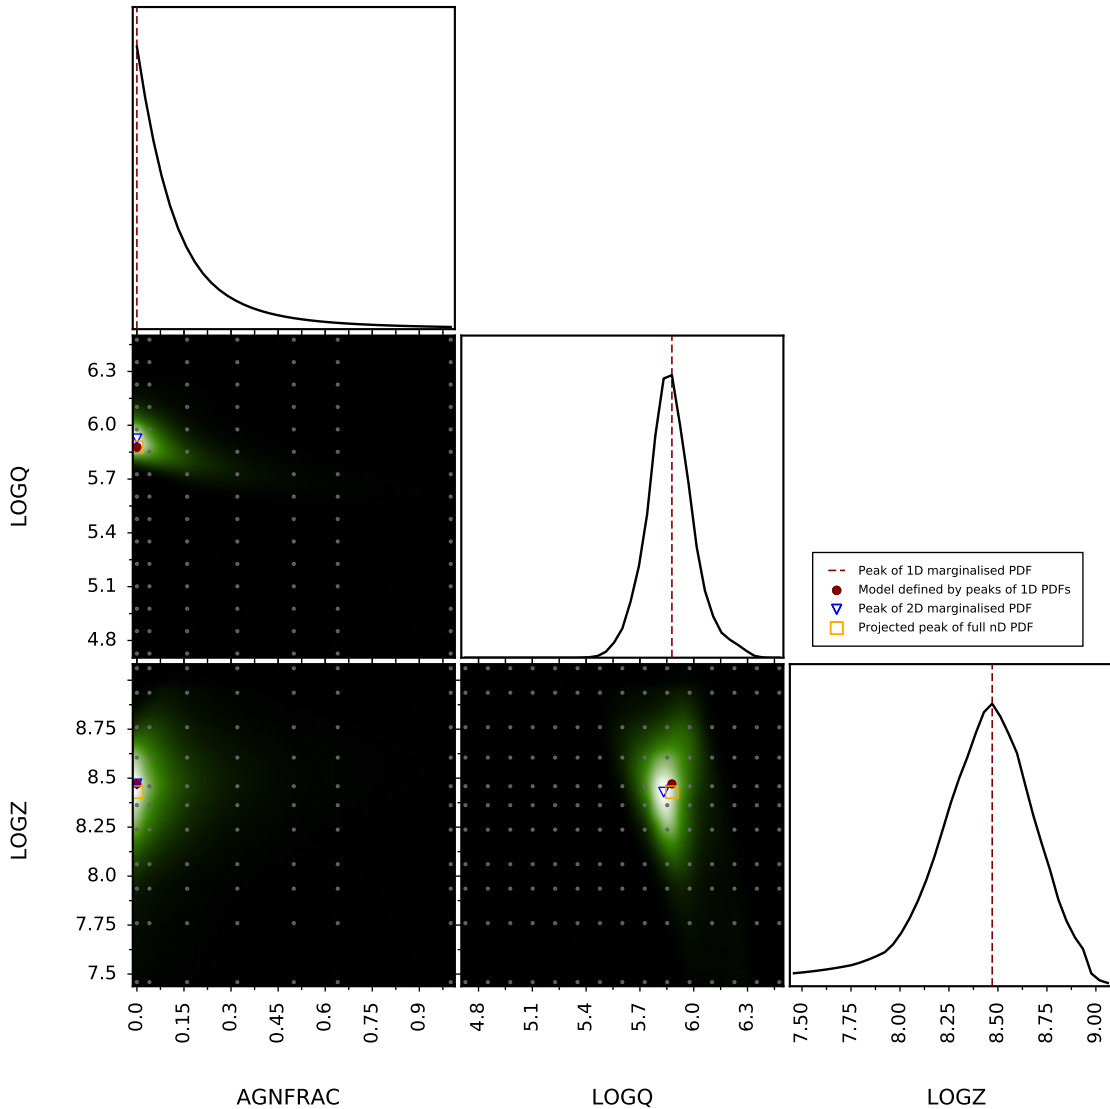 6.3
6.0
5.7
5.4
5.1
4.8
LOGQ
Peak of 1D marginalised PDF
Model defined by peaks of 1D PDFs
Peak of 2D marginalised PDF
Projected peak of full nD PDF
8.75
8.5
8.25
8.0
7.75
7.5
LOGZ
0.0 0.15 0.3 0.45 0.6 0.75 0.9
4.8 5.1 5.4 5.7 6.0 6.3
7.50 7.75 8.00 8.25 8.50 8.75 9.00
AGNFRAC
LOGQ
LOGZ